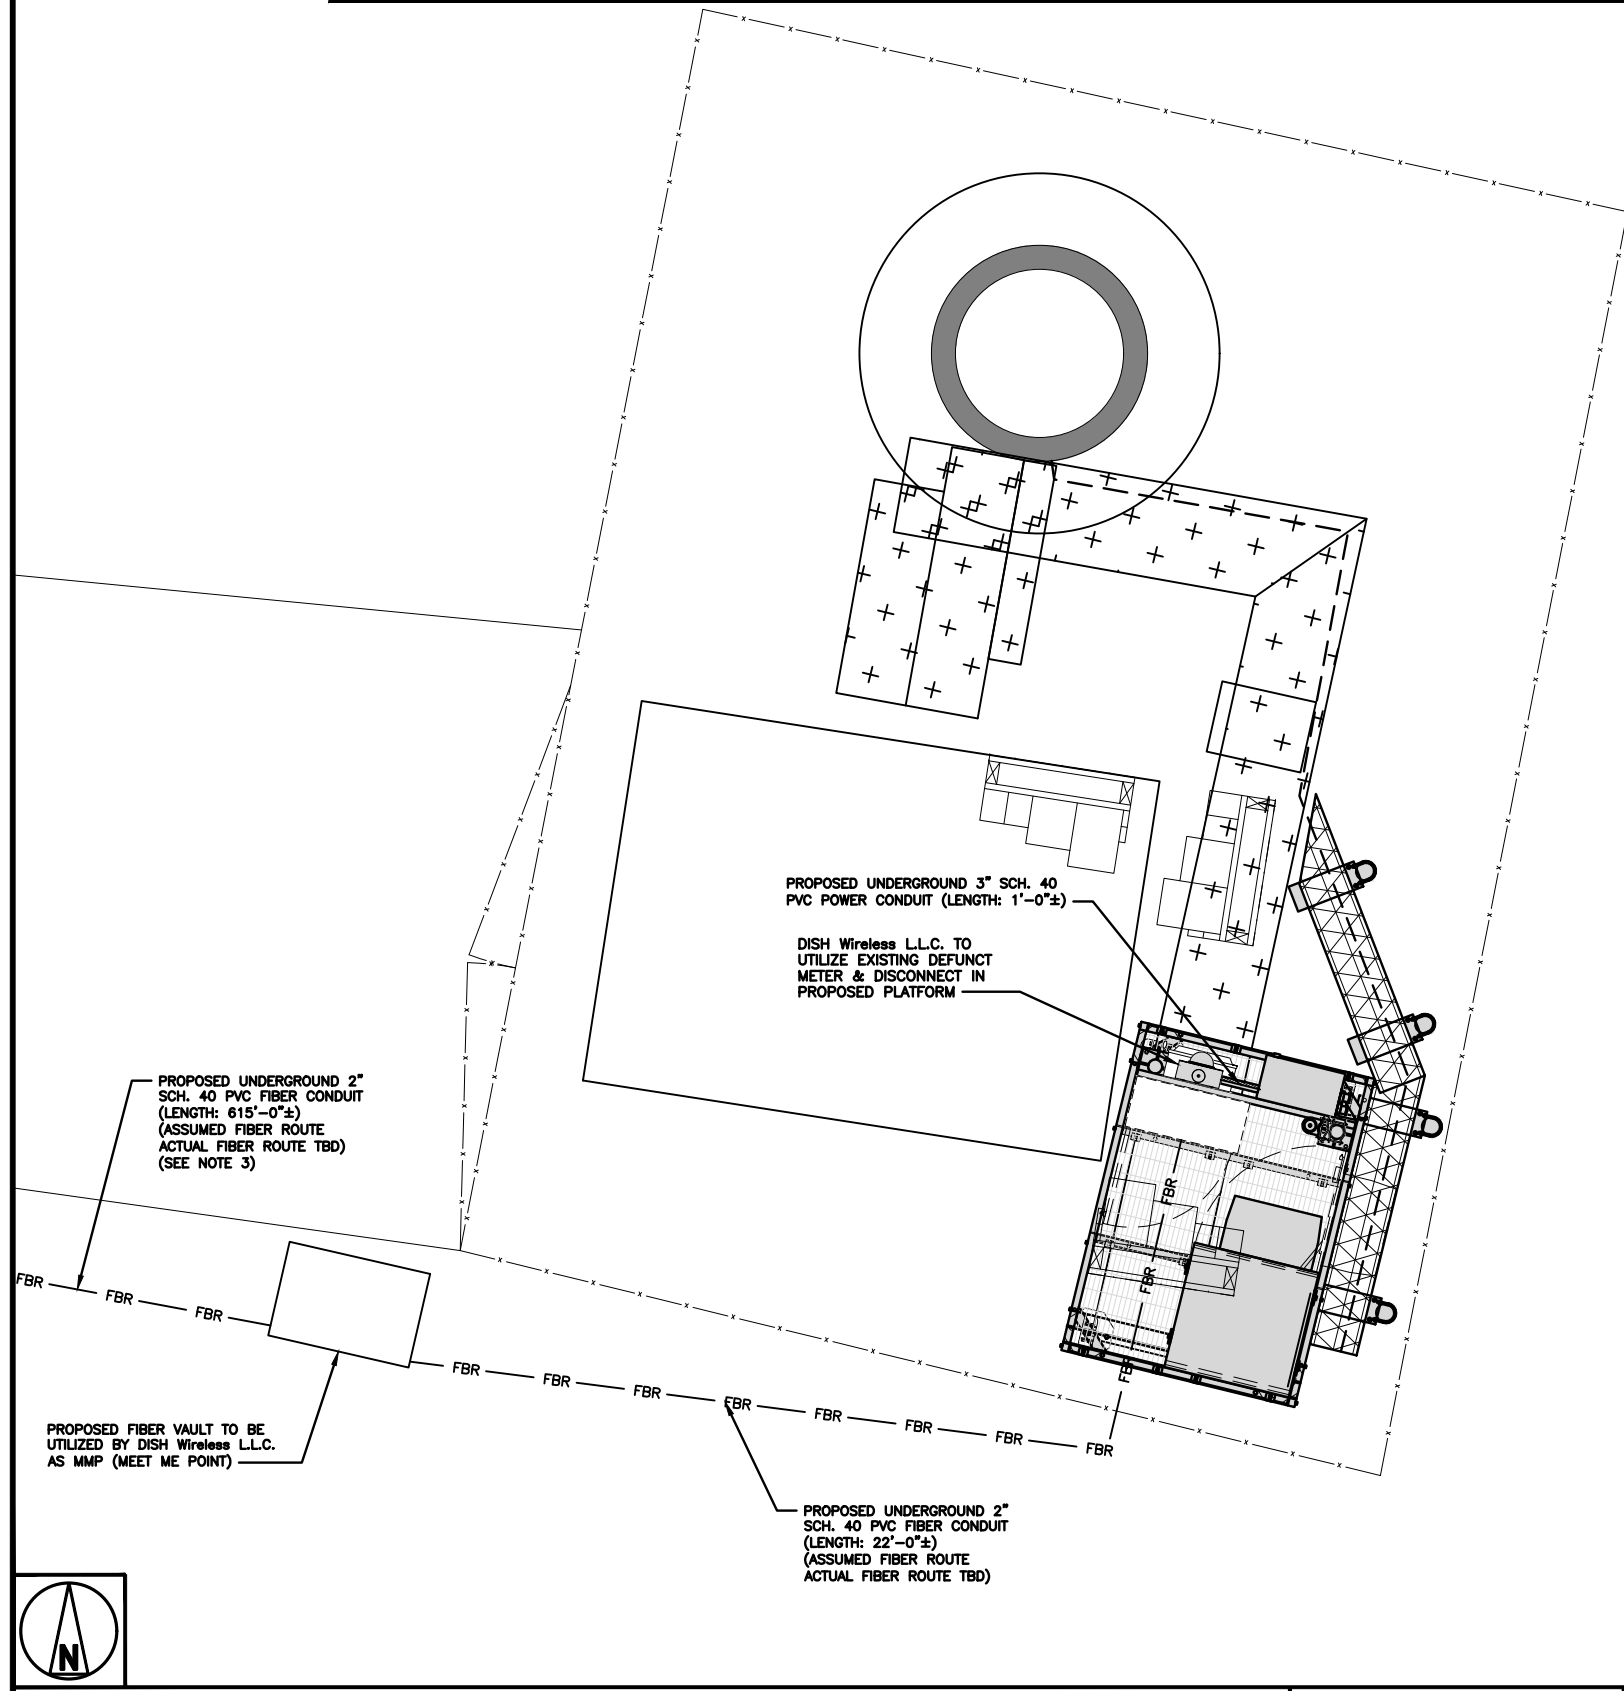 PROPOSED UNDERGROUND 3" SCH. 40
PVC POWER CONDUIT (LENGTH: 1'-0"±)
DISH Wireless L.L.C. TO
UTILIZE EXISTING DEFUNCT
METER & DISCONNECT IN
PROPOSED PLATFORM
PROPOSED UNDERGROUND 2"
SCH. 40 PVC FIBER CONDUIT
(LENGTH: 615'-0"±)
(ASSUMED FIBER ROUTE
ACTUAL FIBER ROUTE TBD)
(SEE NOTE 3)
FBR
FBR
FBR
FBR
FBR
FBR
FBR
FBR
FBR
FBR
FBR
FBR
FBR
FBR
PROPOSED FIBER VAULT TO BE
UTILIZED BY DISH Wireless L.L.C.
AS MMP (MEET ME POINT)
PROPOSED UNDERGROUND 2"
SCH. 40 PVC FIBER CONDUIT
(LENGTH: 22'-0"±)
(ASSUMED FIBER ROUTE
ACTUAL FIBER ROUTE TBD)
N